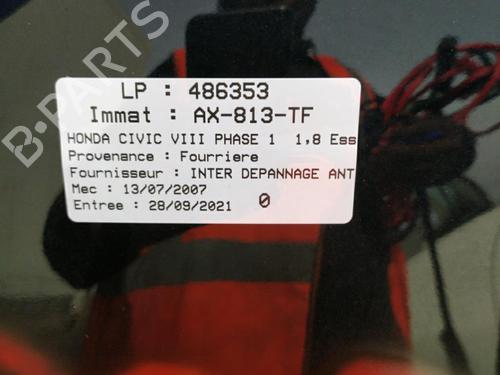 LP : 486353
Immat : AX-813-TF
HONDA CIVIC VIII PHASE 1 1,8 Ess
Provenance : Fourriere
Fournisseur : INTER DEPANNAGE ANT
Mec : 13/07/2007
Entree : 28/09/2021 0